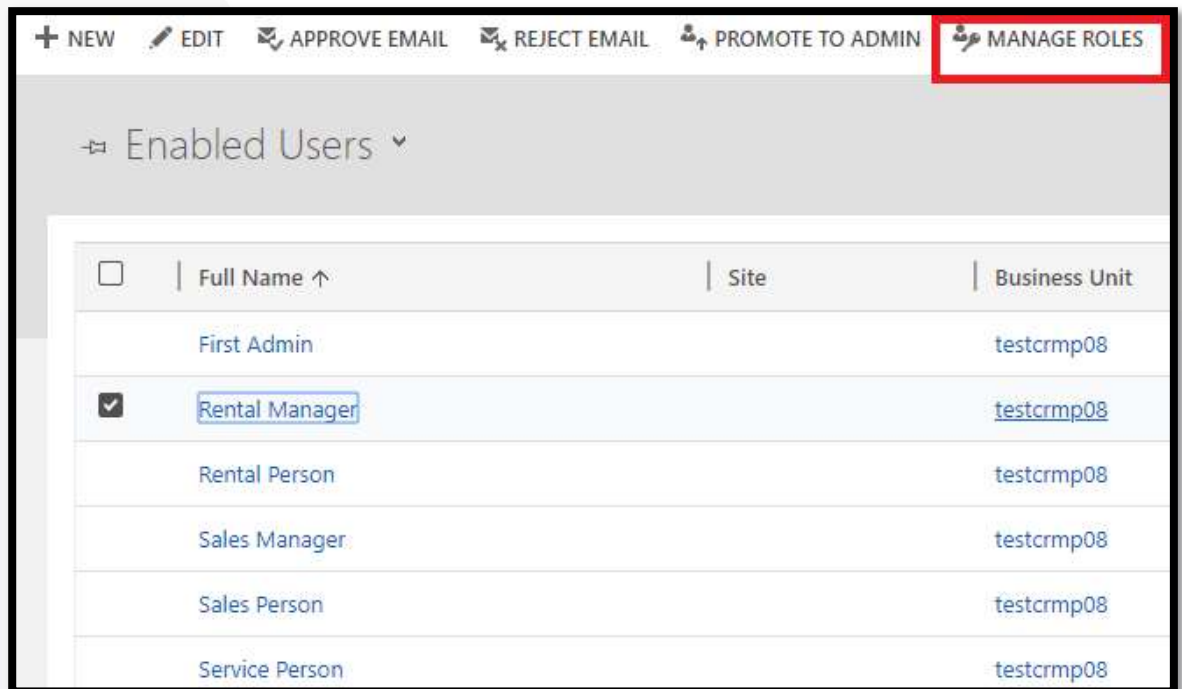 NEW EDIT APPROVE EMAIL REJECT EMAIL PROMOTE TO ADMIN MANAGE ROLES
Enabled Users
Full Name ↑ Site Business Unit
First Admin testcrmp08
Rental Manager testcrmp08
Rental Person testcrmp08
Sales Manager testcrmp08
Sales Person testcrmp08
Service Person testcrmp08